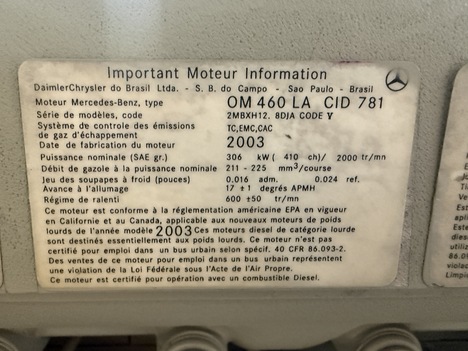 Important Moteur Information
DaimlerChrysler do Brasil Ltda. - S. B. do Campo - Sao Paulo - Brasil
Moteur Mercedes-Benz, type OM 460 LA CID 781
Série de modèles, code 2MBXH12. 8DJA CODE Y
Système de controle des émissions TC,EMC,CAC
de gaz d'échappement
Date de fabrication du moteur 2003
Puissance nominale (SAE gr.) 306 kW ( 410 ch)/ 2000 tr/mn
Débit de gazole à la puissance nominale 211 - 225 mm³/course
Jeu des soupapes à froid (pouces) 0.016 adm. 0.024 ref.
Avance à l'allumage 17 ±1 degrés APMH
Régime de ralenti 600 ±50 tr/mn
Ce moteur est conforme à la réglementation américaine EPA en vigueur
en Californie et au Canada, applicable aux nouveaux moteurs de poids
lourds de l'année modèle 2003 Ces moteurs diesel de catégorie lourde
sont destinés essentiellement aux poids lourds. Ce moteur n'est pas
certifié pour emploi dans un bus urbain selon spécif. 40 CFR 86.093-2.
Des ventes de ce moteur pour emploi dans un bus urbain représentent
une violation de la Loi Fédérale sous l'Acte de l'Air Propre.
Ce moteur est certifié pour opération avec un combustible Diesel.